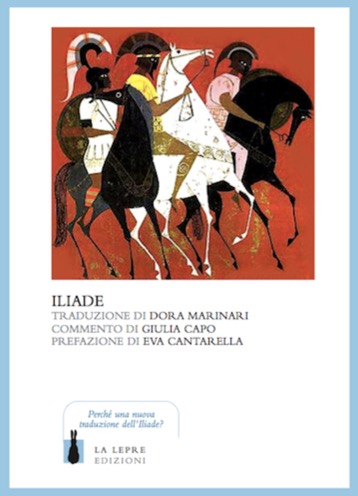 ILIADE
TRADUZIONE DI DORA MARINARI
COMMENTO DI GIULIA CAPO
PREFAZIONE DI EVA CANTARELLA
Perché una nuova
traduzione dell'Iliade?
LA LEPRE
EDIZIONI